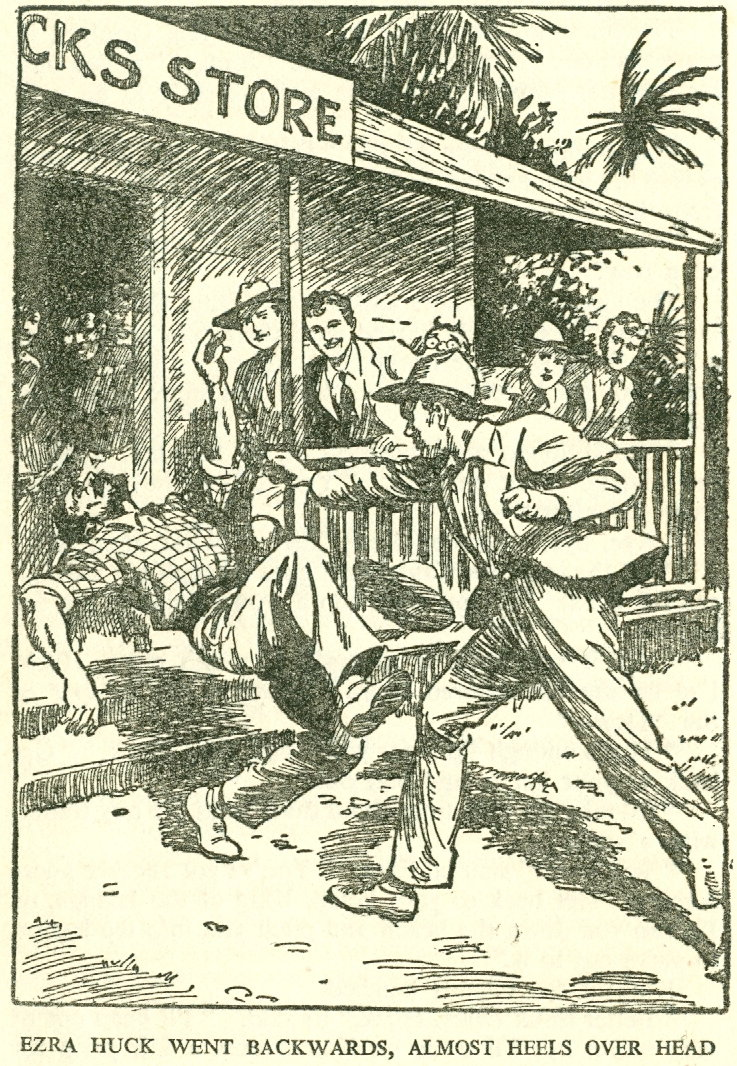 CKS STORE
EZRA HUCK WENT BACKWARDS, ALMOST HEELS OVER HEAD